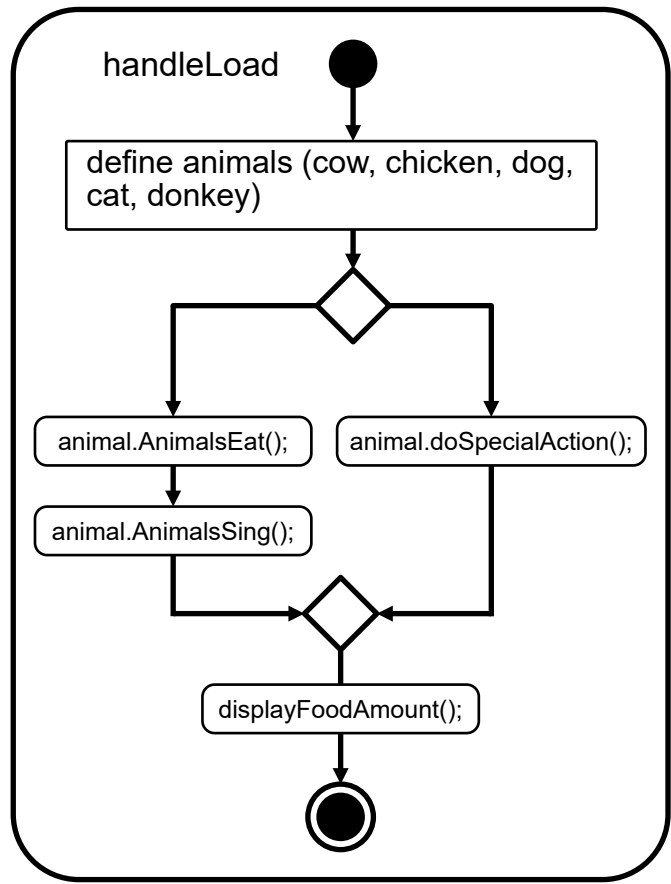 handleLoad
define animals (cow, chicken, dog,
cat, donkey)
animal.AnimalsEat();
animal.doSpecialAction();
animal.AnimalsSing();
displayFoodAmount();